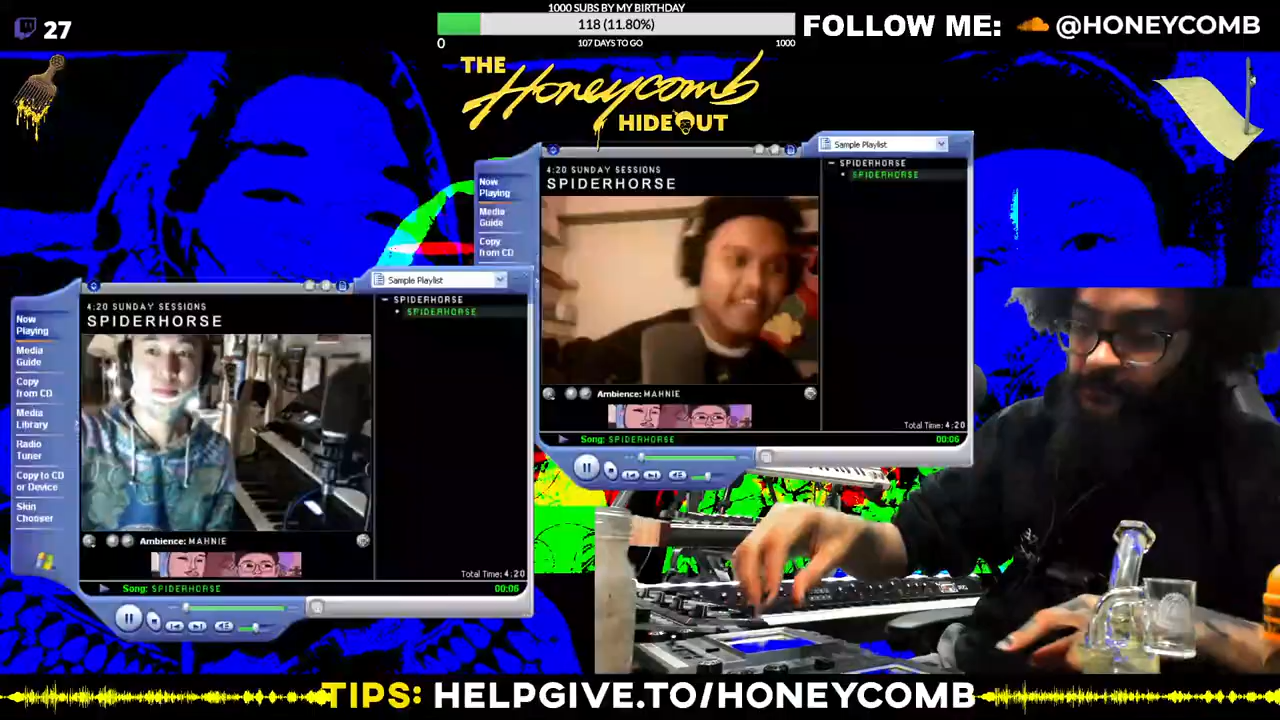 27
1000 SUBS BY MY BIRTHDAY
118 (11.80%)
0
107 DAYS TO GO
1000
FOLLOW ME: @HONEYCOMB
THE
Honeycomb
HIDEOUT
Sample Playlist
4:20 SUNDAY SESSIONS
SPIDERHORSE
SPIDERHORSE
SPIDERHORSE
Now
Playing
Media
Guide
Copy
from CD
Ambience: MAHNIE
Total Time: 4:20
Song: SPIDERHORSE
00:06
Sample Playlist
4:20 SUNDAY SESSIONS
SPIDERHORSE
SPIDERHORSE
SPIDERHORSE
Now
Playing
Media
Guide
Copy
from CD
Media
Library
Radio
Tuner
Copy to CD
or Device
Skin
Chooser
Ambience: MAHNIE
Total Time: 4:20
Song: SPIDERHORSE
00:06
TIPS: HELPGIVE.TO/HONEYCOMB